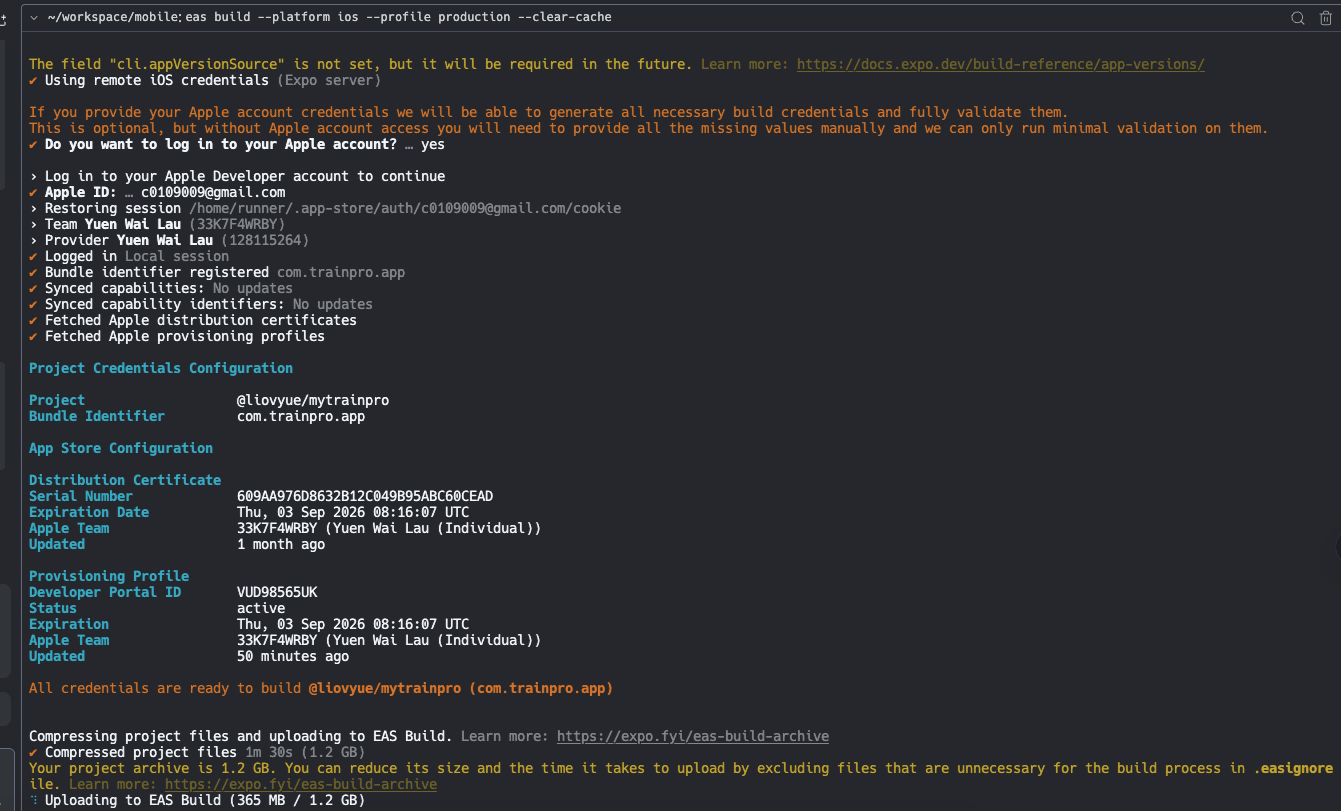 ~/workspace/mobile: eas build --platform ios --profile production --clear-cache
The field "cli.appVersionSource" is not set, but it will be required in the future. Learn more: https://docs.expo.dev/build-reference/app-versions/
✔ Using remote iOS credentials (Expo server)
If you provide your Apple account credentials we will be able to generate all necessary build credentials and fully validate them.
This is optional, but without Apple account access you will need to provide all the missing values manually and we can only run minimal validation on them.
✔ Do you want to log in to your Apple account? … yes
› Log in to your Apple Developer account to continue
✔ Apple ID: … c0109009@gmail.com
› Restoring session /home/runner/.app-store/auth/c0109009@gmail.com/cookie
› Team Yuen Wai Lau (33K7F4WRBY)
› Provider Yuen Wai Lau (128115264)
✔ Logged in Local session
✔ Bundle identifier registered com.trainpro.app
✔ Synced capabilities: No updates
✔ Synced capability identifiers: No updates
✔ Fetched Apple distribution certificates
✔ Fetched Apple provisioning profiles
Project Credentials Configuration
Project @liovyue/mytrainpro
Bundle Identifier com.trainpro.app
App Store Configuration
Distribution Certificate
Serial Number 609AA976D8632B12C049B95ABC60CEAD
Expiration Date Thu, 03 Sep 2026 08:16:07 UTC
Apple Team 33K7F4WRBY (Yuen Wai Lau (Individual))
Updated 1 month ago
Provisioning Profile
Developer Portal ID VUD98565UK
Status active
Expiration Thu, 03 Sep 2026 08:16:07 UTC
Apple Team 33K7F4WRBY (Yuen Wai Lau (Individual))
Updated 50 minutes ago
All credentials are ready to build @liovyue/mytrainpro (com.trainpro.app)
Compressing project files and uploading to EAS Build. Learn more: https://expo.fyi/eas-build-archive
✔ Compressed project files 1m 30s (1.2 GB)
Your project archive is 1.2 GB. You can reduce its size and the time it takes to upload by excluding files that are unnecessary for the build process in .easignore
ile. Learn more: https://expo.fyi/eas-build-archive
Uploading to EAS Build (365 MB / 1.2 GB)